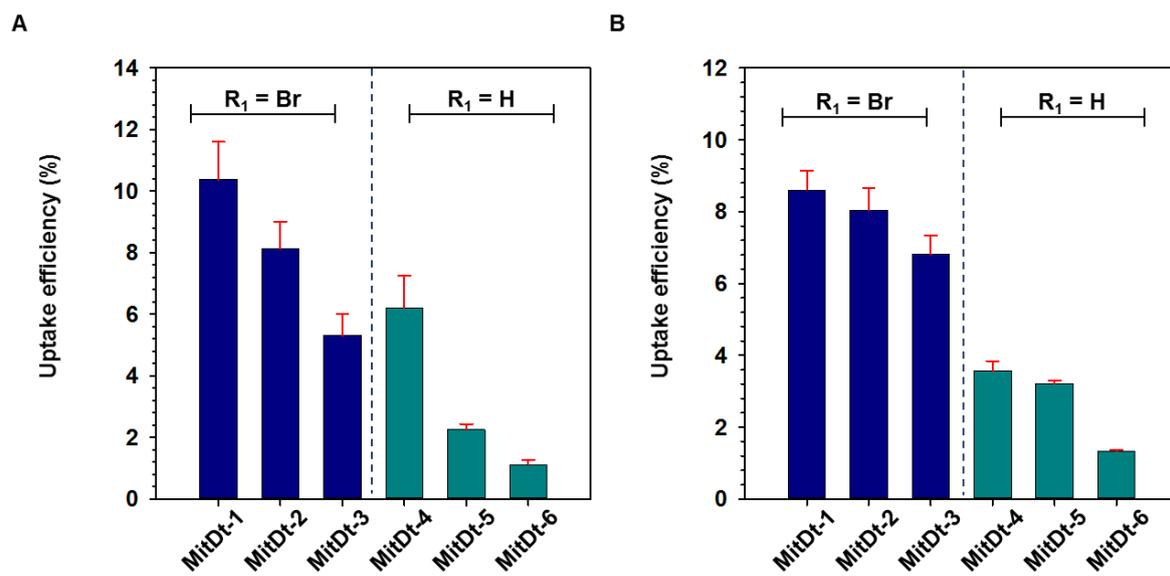 A
Uptake efficiency (%)
14
12
10
8
6
4
2
0
R₁ = Br
R₁ = H
MitDt-1
MitDt-2
MitDt-3
MitDt-4
MitDt-5
MitDt-6
B
Uptake efficiency (%)
12
10
8
6
4
2
0
R₁ = Br
R₁ = H
MitDt-1
MitDt-2
MitDt-3
MitDt-4
MitDt-5
MitDt-6